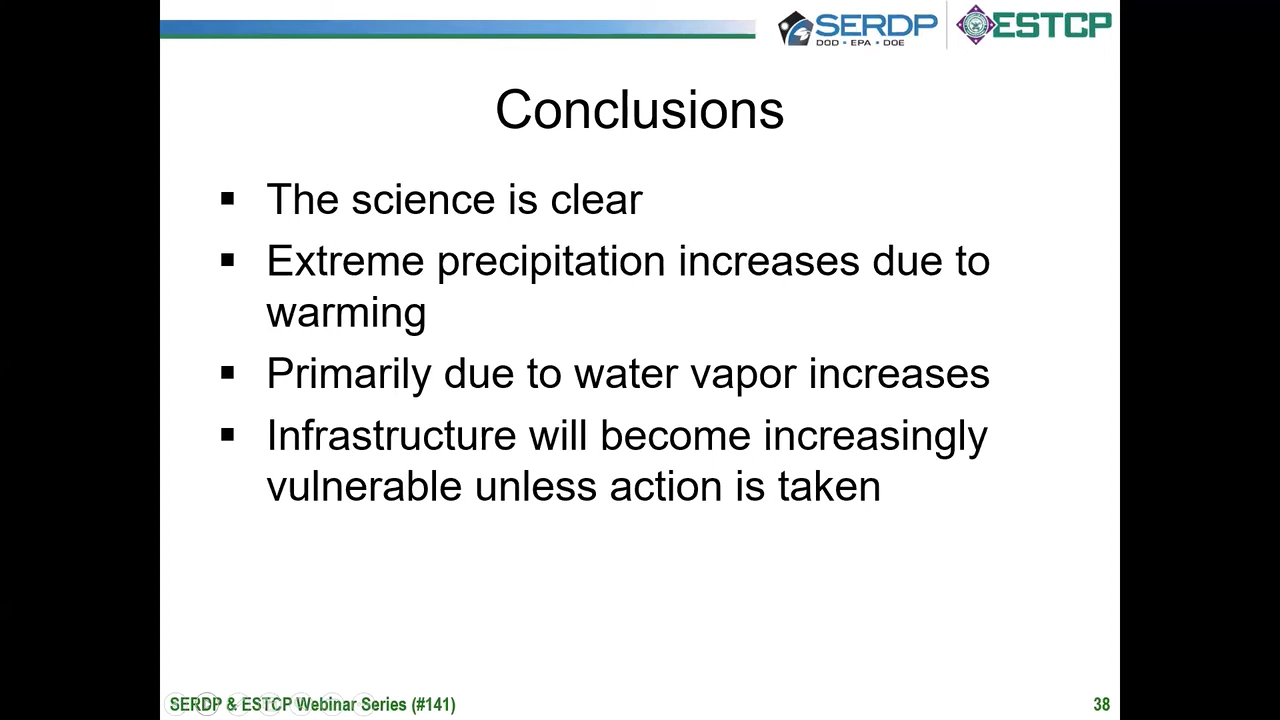 SERDP
DOD • EPA • DOE
ESTCP
Conclusions
▪ The science is clear
▪ Extreme precipitation increases due to
warming
▪ Primarily due to water vapor increases
▪ Infrastructure will become increasingly
vulnerable unless action is taken
SERDP & ESTCP Webinar Series (#141)
38